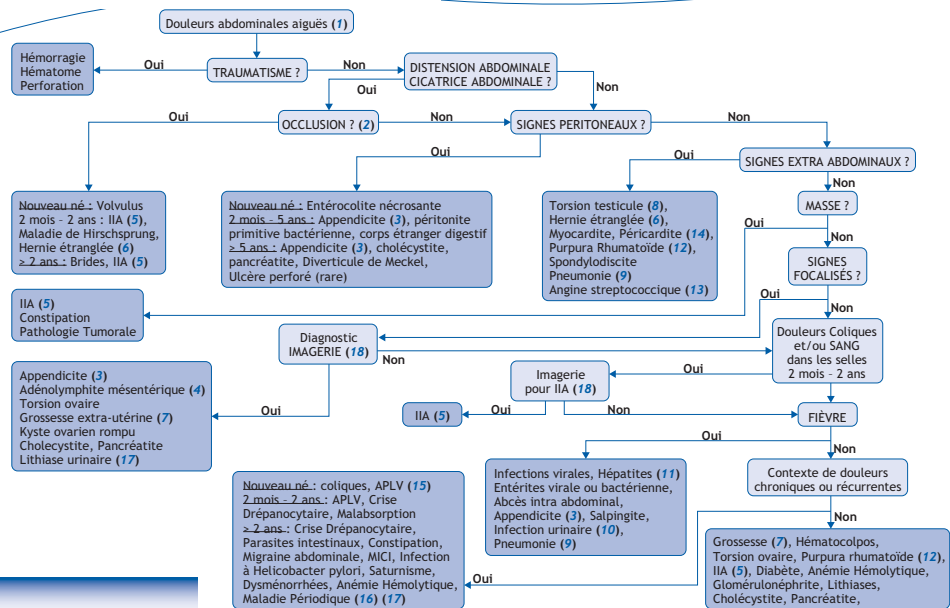 Douleurs abdominales aiguës (1)
Hémorragie
Hématome
Perforation
Oui
TRAUMATISME ?
Non
DISTENSION ABDOMINALE
CICATRICE ABDOMINALE ?
Oui
Non
Oui
OCCLUSION ? (2)
Non
SIGNES PERITONEAUX ?
Non
Oui
Oui
SIGNES EXTRA ABDOMINAUX ?
Non
Nouveau né : Volvulus
2 mois - 2 ans : IIA (5),
Maladie de Hirschsprung,
Hernie étranglée (6)
> 2 ans : Brides, IIA (5)
Nouveau né : Entérocolite nécrosante
2 mois - 5 ans : Appendicite (3), péritonite
primitive bactérienne, corps étranger digestif
> 5 ans : Appendicite (3), cholécystite,
pancréatite, Diverticule de Meckel,
Ulcère perforé (rare)
Torsion testicule (8),
Hernie étranglée (6),
Myocardite, Péricardite (14),
Purpura Rhumatoïde (12),
Spondylodiscite
Pneumonie (9)
Angine streptococcique (13)
MASSE ?
Oui
Non
SIGNES
FOCALISÉS ?
Oui
Non
IIA (5)
Constipation
Pathologie Tumorale
Diagnostic
IMAGERIE (18)
Non
Oui
Douleurs Coliques
et/ou SANG
dans les selles
2 mois - 2 ans
Oui
Imagerie
pour IIA (18)
Appendicite (3)
Adénolymphite mésentérique (4)
Torsion ovaire
Grossesse extra-utérine (7)
Kyste ovarien rompu
Cholecystite, Pancréatite
Lithiase urinaire (17)
IIA (5)
Oui
Non
FIÈVRE
Oui
Non
Infections virales, Hépatites (11)
Entérites virale ou bactérienne,
Abcès intra abdominal,
Appendicite (3), Salpingite,
Infection urinaire (10),
Pneumonie (9)
Contexte de douleurs
chroniques ou récurrentes
Non
Oui
Nouveau né : coliques, APLV (15)
2 mois - 2 ans : APLV, Crise
Drépanocytaire, Malabsorption
> 2 ans : Crise Drépanocytaire,
Parasites intestinaux, Constipation,
Migraine abdominale, MICI, Infection
à Helicobacter pylori, Saturnisme,
Dysménorrhées, Anémie Hémolytique,
Maladie Périodique (16) (17)
Grossesse (7), Hématocolpos,
Torsion ovaire, Purpura rhumatoïde (12),
IIA (5), Diabète, Anémie Hémolytique,
Glomérulonéphrite, Lithiases,
Cholécystite, Pancréatite,